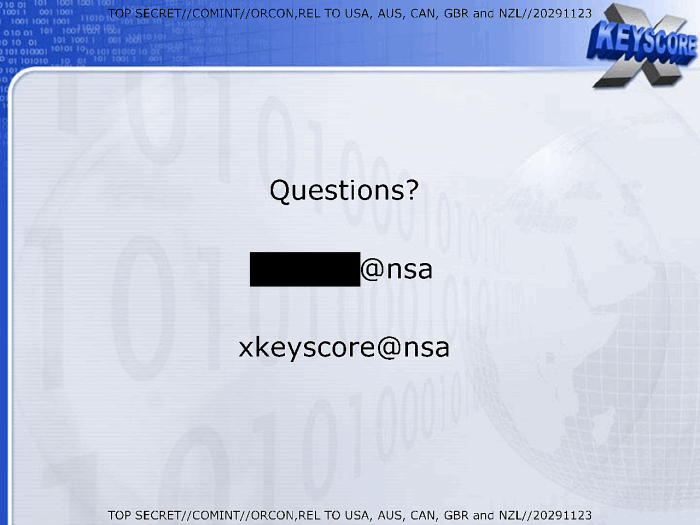 TOP SECRET//COMINT//ORCON,REL TO USA, AUS, CAN, GBR and NZL//20291123
KEYSCORE
X
Questions?
@nsa
xkeyscore@nsa
TOP SECRET//COMINT//ORCON,REL TO USA, AUS, CAN, GBR and NZL//20291123